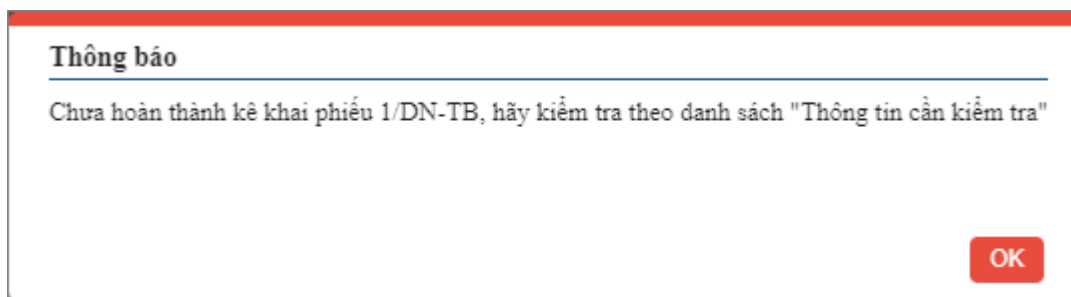 Thông báo
Chưa hoàn thành kê khai phiếu 1/DN-TB, hãy kiểm tra theo danh sách "Thông tin cần kiểm tra"
OK